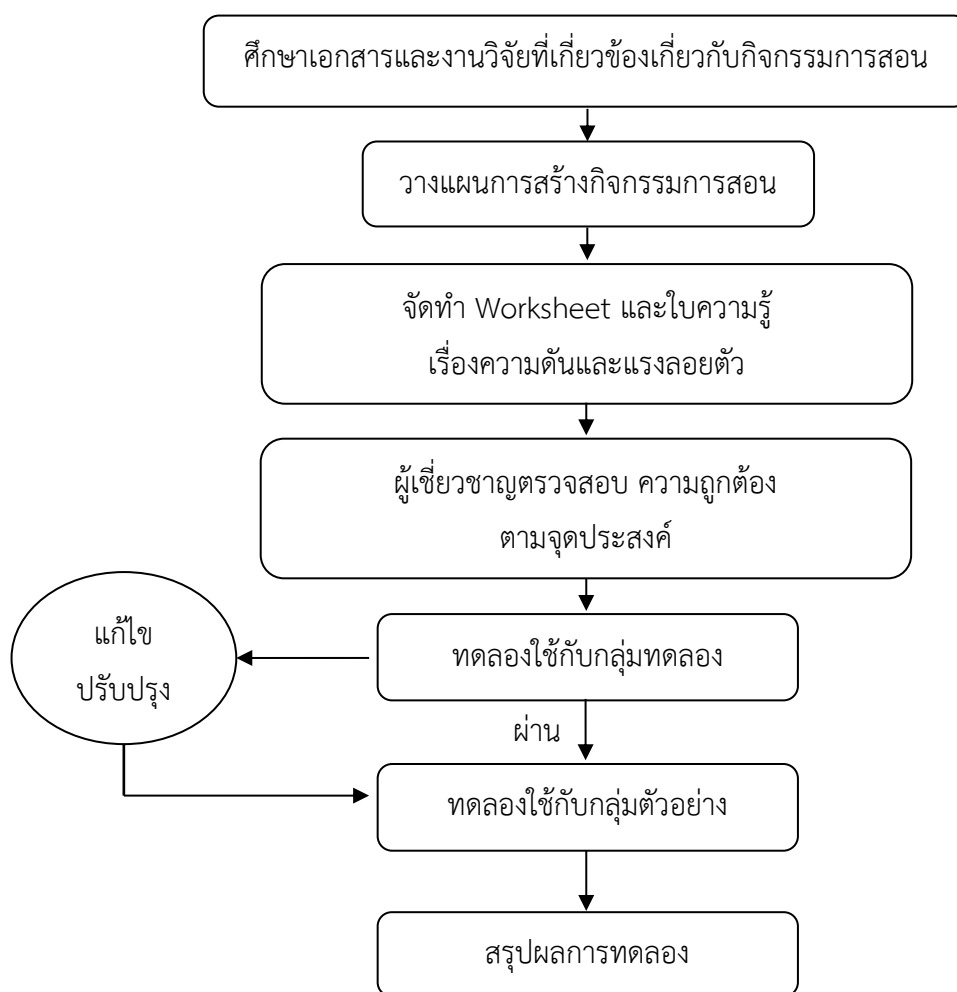 ศึกษาเอกสารและงานวิจัยที่เกี่ยวข้องเกี่ยวกับกิจกรรมการสอน
วางแผนการสร้างกิจกรรมการสอน
จัดทำ Worksheet และใบความรู้
เรื่องความดันและแรงลอยตัว
ผู้เชี่ยวชาญตรวจสอบ ความถูกต้อง
ตามจุดประสงค์
ทดลองใช้กับกลุ่มทดลอง
แก้ไข
ปรับปรุง
ผ่าน
ทดลองใช้กับกลุ่มตัวอย่าง
สรุปผลการทดลอง